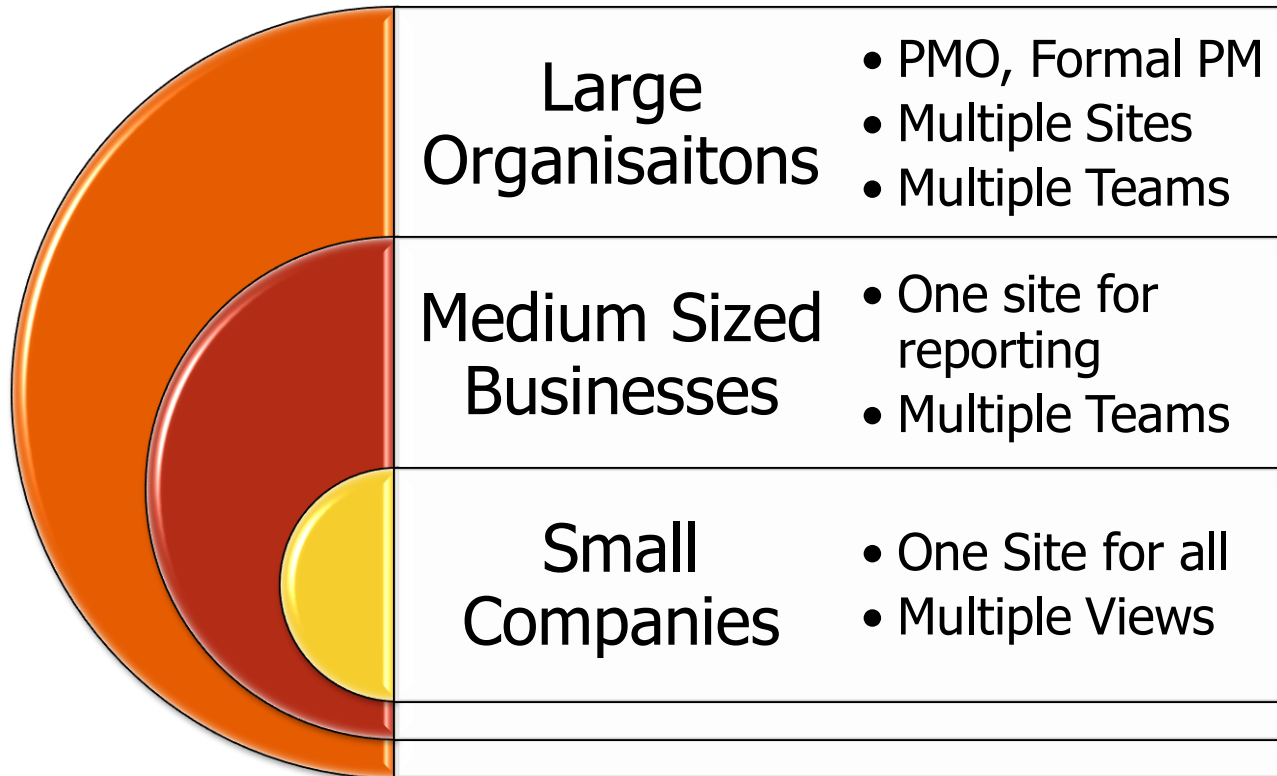 Large
Organisaitons
• PMO, Formal PM
• Multiple Sites
• Multiple Teams
Medium Sized
Businesses
• One site for
reporting
• Multiple Teams
Small
Companies
• One Site for all
• Multiple Views